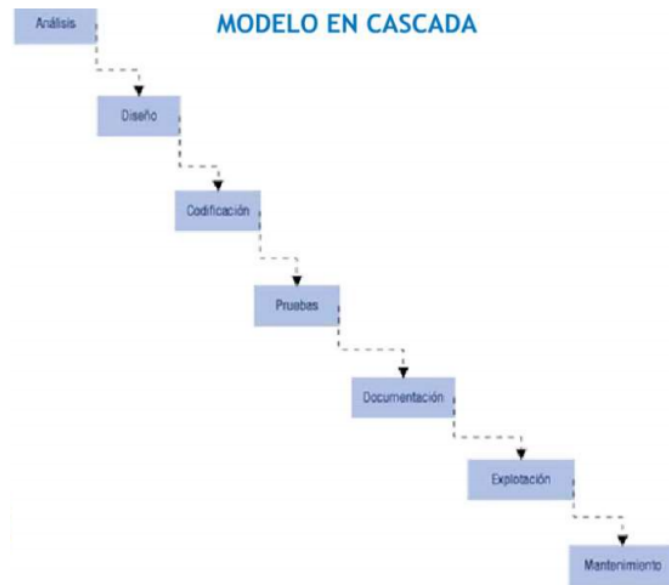 MODELO EN CASCADA
Análisis
Diseño
Codificación
Pruebas
Documentación
Explotación
Mantenimiento